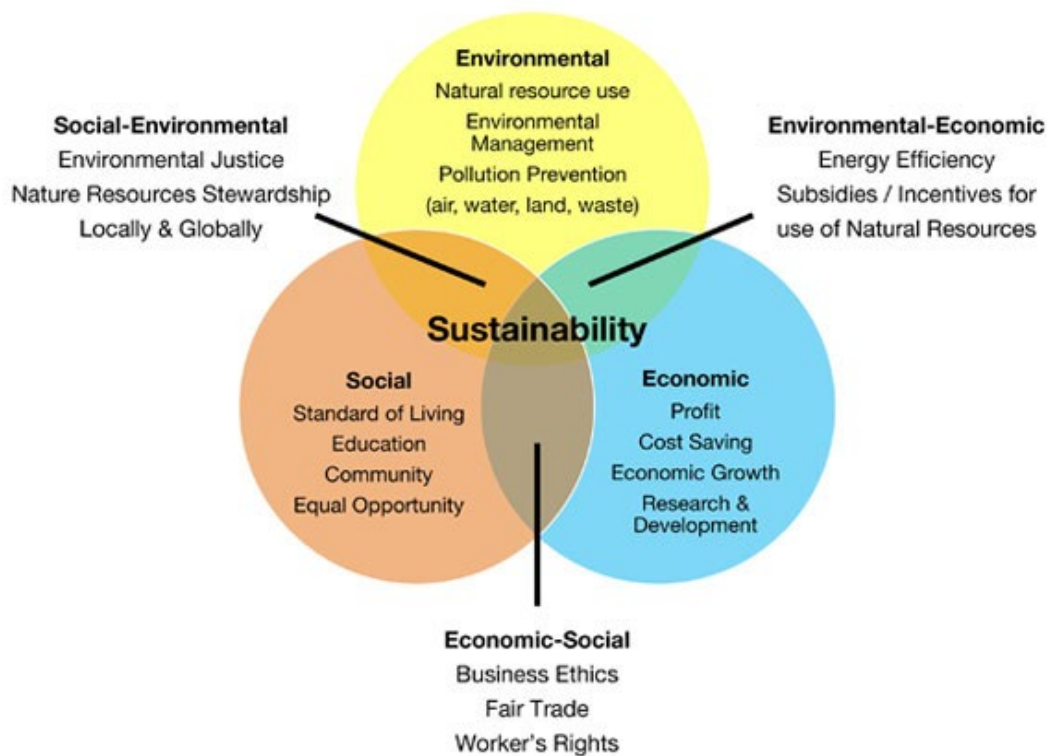 Environmental
Natural resource use
Environmental
Management
Pollution Prevention
(air, water, land, waste)
Social-Environmental
Environmental Justice
Nature Resources Stewardship
Locally & Globally
Environmental-Economic
Energy Efficiency
Subsidies / Incentives for
use of Natural Resources
Sustainability
Social
Standard of Living
Education
Community
Equal Opportunity
Economic
Profit
Cost Saving
Economic Growth
Research &
Development
Economic-Social
Business Ethics
Fair Trade
Worker's Rights